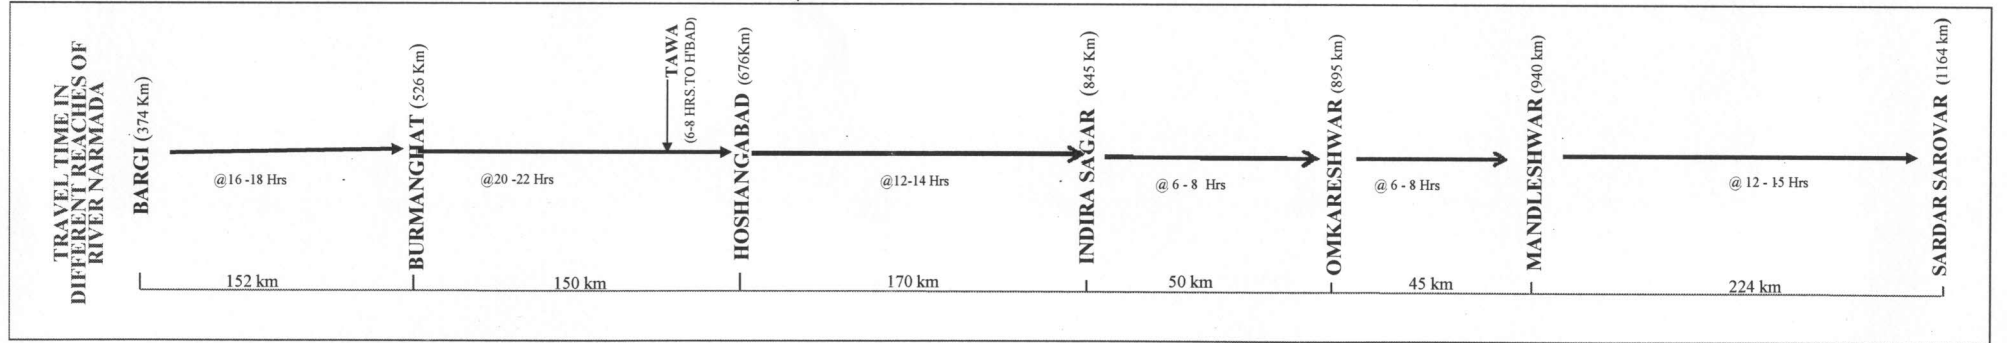 TRAVEL TIME IN
DIFFERENT REACHES OF
RIVER NARMADA
BARGI (374 Km)
@16 -18 Hrs
BURMANGHAT (526 Km)
@20 -22 Hrs
TAWA
(6-8 HRS. TO H'BAD)
HOSHANGABAD (676Km)
@12-14 Hrs
INDIRA SAGAR (845 Km)
@ 6 - 8 Hrs
OMKARESHWAR (895 km)
@ 6 - 8 Hrs
MANDLESHWAR (940 km)
@ 12 - 15 Hrs
SARDAR SAROVAR (1164 km)
152 km
150 km
170 km
50 km
45 km
224 km